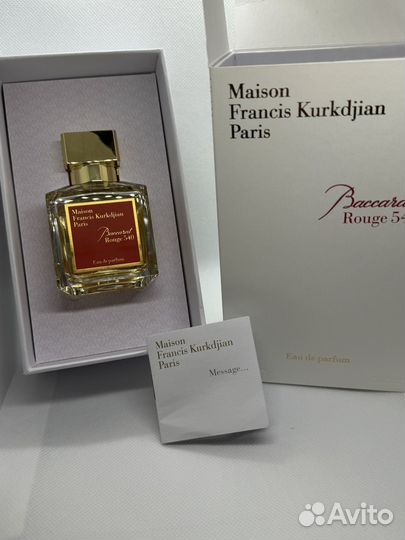 Maison
Francis Kurkdjian
Paris
Baccarat
Rouge 540
Eau de parfum
Maison
Francis Kurkdjian
Paris
Baccarat
Rouge 54
Eau de parfum
Maison
Francis Kurkdjian
Paris
Message...
Avito